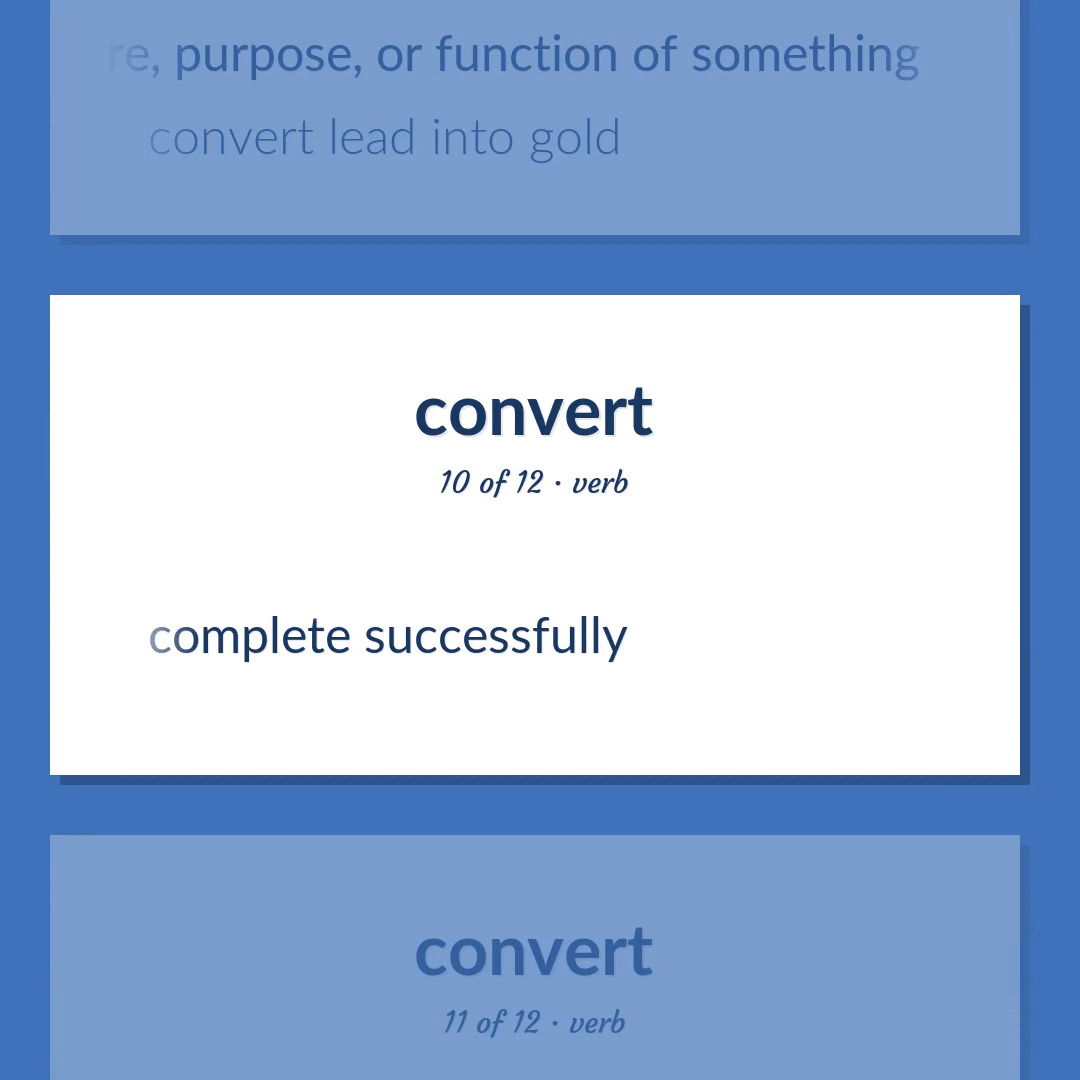 re, purpose, or function of something
convert lead into gold
convert
10 of 12 · verb
complete successfully
convert
11 of 12 · verb